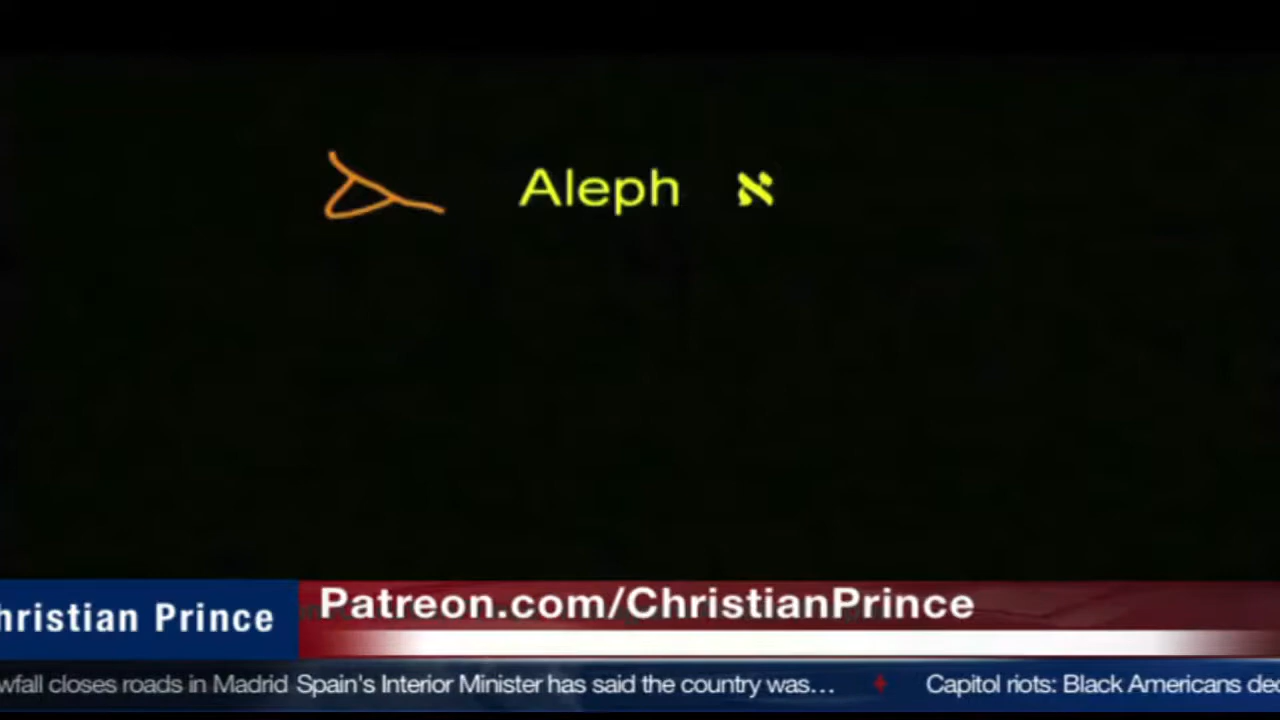 Aleph א
hristian Prince
Patreon.com/ChristianPrince
wfall closes roads in Madrid Spain's Interior Minister has said the country was... Capitol riots: Black Americans dec